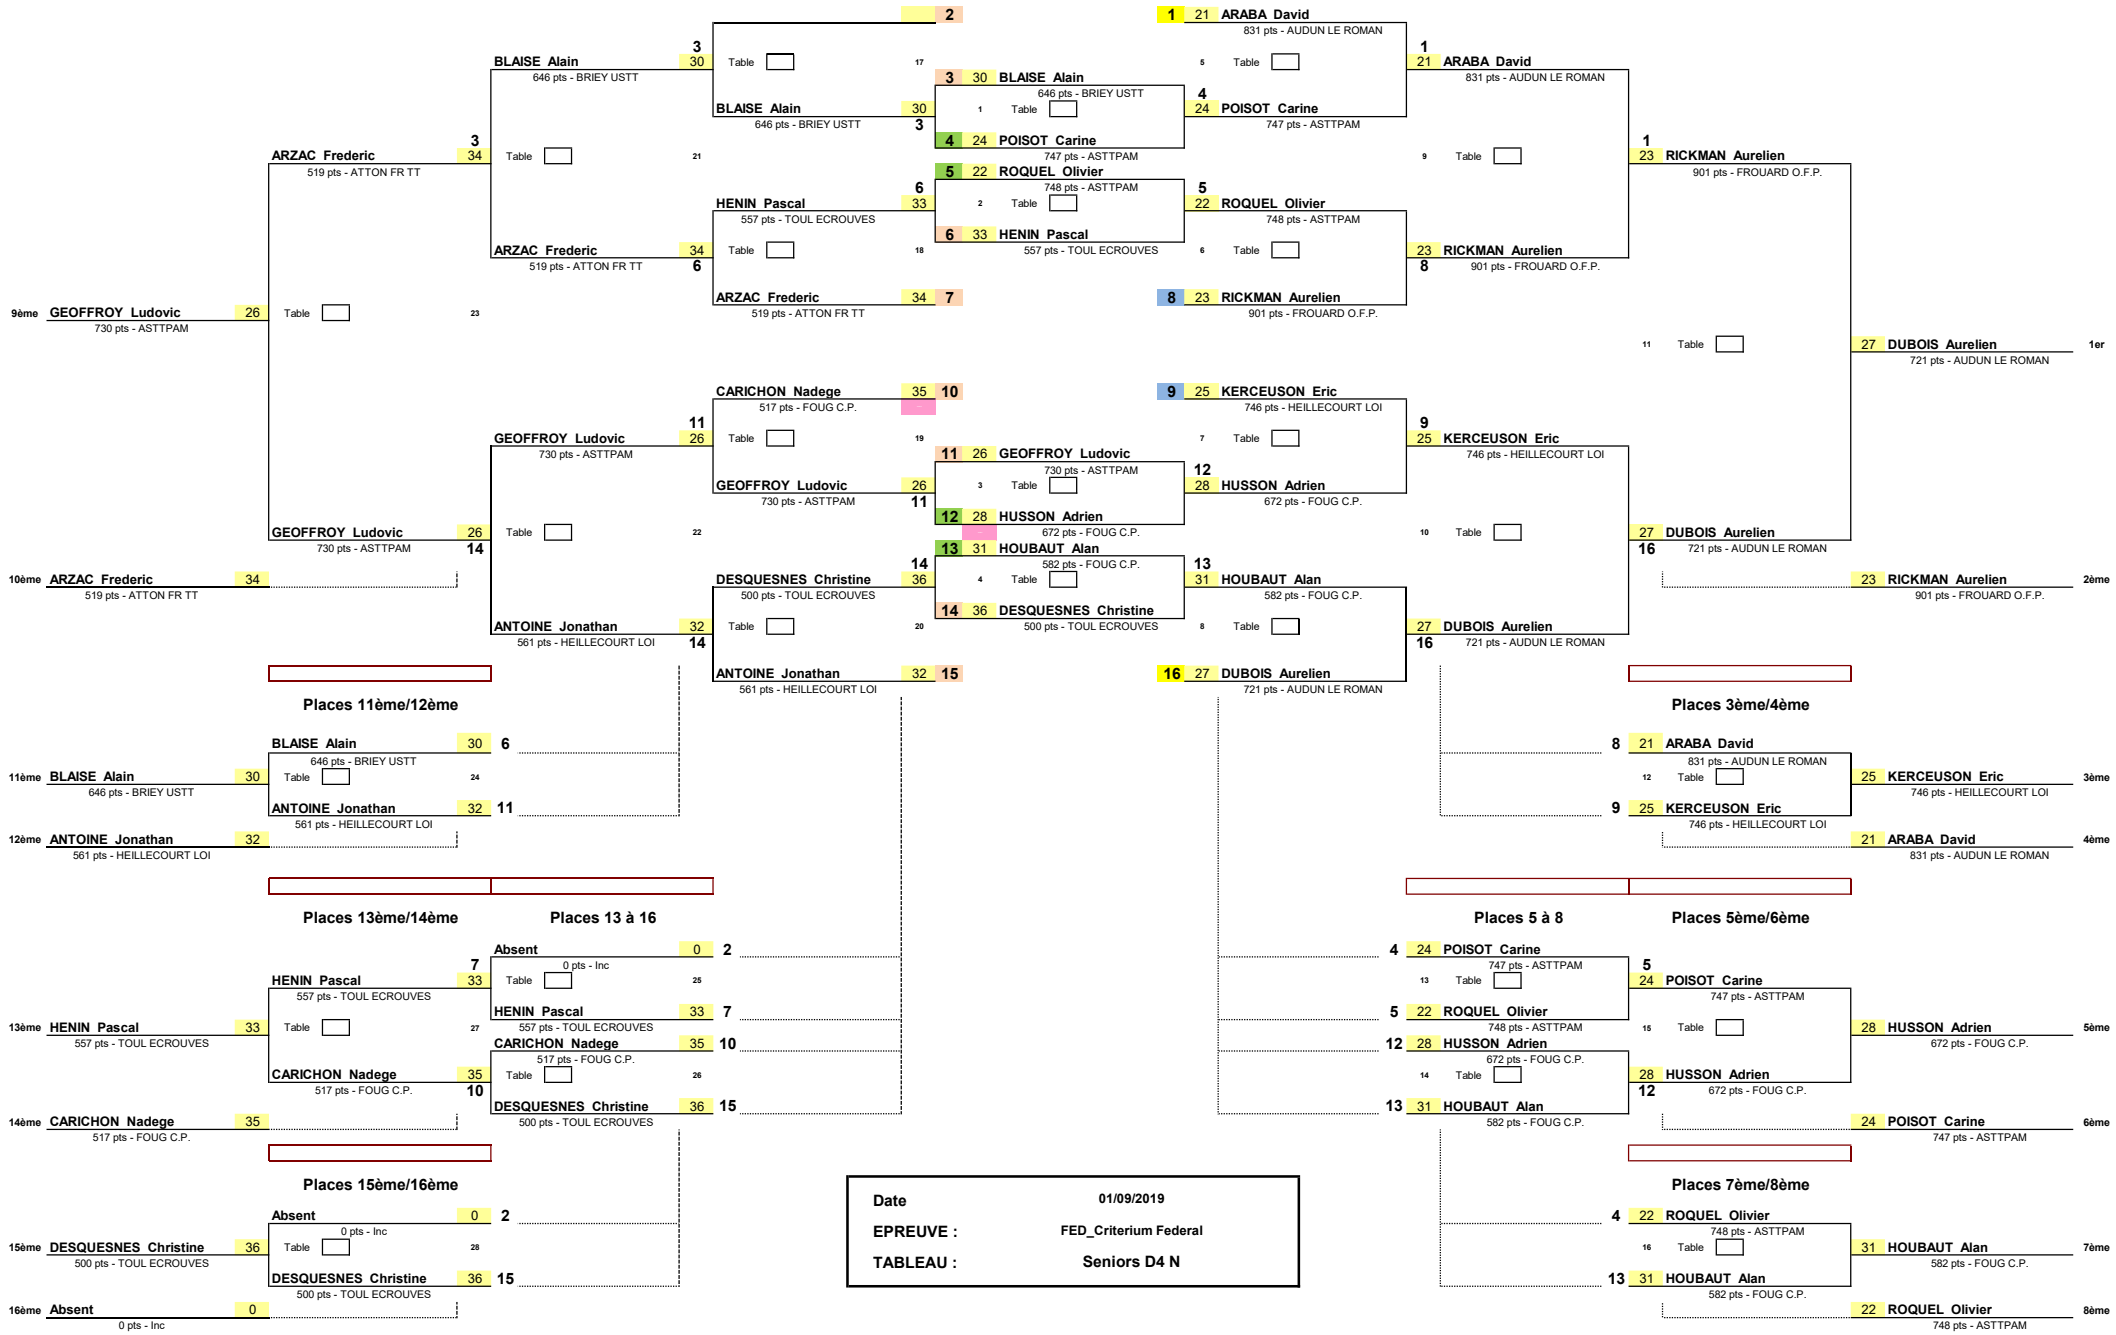 2 1 21 ARABA David
831 pts - AUDUN LE ROMAN
3 1
BLAISE Alain 30 Table 17 5 Table 21 ARABA David
646 pts - BRIEY USTT 3 30 BLAISE Alain 831 pts - AUDUN LE ROMAN
646 pts - BRIEY USTT 4
BLAISE Alain 30 1 Table 24 POISOT Carine
646 pts - BRIEY USTT 3 747 pts - ASTTPAM
3 4 24 POISOT Carine 1
ARZAC Frederic 34 Table 21 747 pts - ASTTPAM 9 Table 23 RICKMAN Aurelien
519 pts - ATTON FR TT 5 22 ROQUEL Olivier 901 pts - FROUARD O.F.P.
6 748 pts - ASTTPAM 5
HENIN Pascal 33 2 Table 22 ROQUEL Olivier
557 pts - TOUL ECROUVES 748 pts - ASTTPAM
6 33 HENIN Pascal
ARZAC Frederic 34 Table 18 557 pts - TOUL ECROUVES 6 Table 23 RICKMAN Aurelien
519 pts - ATTON FR TT 6 8 901 pts - FROUARD O.F.P.
ARZAC Frederic 34 7 8 23 RICKMAN Aurelien
9ème GEOFFROY Ludovic 26 Table 23 519 pts - ATTON FR TT 901 pts - FROUARD O.F.P.
730 pts - ASTTPAM
11 Table 27 DUBOIS Aurelien 1er
721 pts - AUDUN LE ROMAN
CARICHON Nadege 35 10 9 25 KERCEUSON Eric
517 pts - FOUG C.P. 746 pts - HEILLECOURT LOI
11 9
GEOFFROY Ludovic 26 Table 19 7 Table 25 KERCEUSON Eric
730 pts - ASTTPAM 11 26 GEOFFROY Ludovic 746 pts - HEILLECOURT LOI
730 pts - ASTTPAM 12
GEOFFROY Ludovic 26 3 Table 28 HUSSON Adrien
730 pts - ASTTPAM 11 672 pts - FOUG C.P.
12 28 HUSSON Adrien
GEOFFROY Ludovic 26 Table 22 672 pts - FOUG C.P. 10 Table 27 DUBOIS Aurelien
730 pts - ASTTPAM 14 13 31 HOUBAUT Alan 16 721 pts - AUDUN LE ROMAN
14 582 pts - FOUG C.P. 13
10ème ARZAC Frederic 34 DESQUESNES Christine 36 4 Table 31 HOUBAUT Alan 23 RICKMAN Aurelien 2ème
519 pts - ATTON FR TT 500 pts - TOUL ECROUVES 582 pts - FOUG C.P. 901 pts - FROUARD O.F.P.
14 36 DESQUESNES Christine
ANTOINE Jonathan 32 Table 20 500 pts - TOUL ECROUVES 8 Table 27 DUBOIS Aurelien
561 pts - HEILLECOURT LOI 14 16 721 pts - AUDUN LE ROMAN
ANTOINE Jonathan 32 15 16 27 DUBOIS Aurelien
561 pts - HEILLECOURT LOI 721 pts - AUDUN LE ROMAN
Places 11ème/12ème Places 3ème/4ème
BLAISE Alain 30 6 8 21 ARABA David
646 pts - BRIEY USTT 831 pts - AUDUN LE ROMAN
11ème BLAISE Alain 30 Table 24 12 Table 25 KERCEUSON Eric 3ème
646 pts - BRIEY USTT 746 pts - HEILLECOURT LOI
ANTOINE Jonathan 32 11 9 25 KERCEUSON Eric
561 pts - HEILLECOURT LOI 746 pts - HEILLECOURT LOI
12ème ANTOINE Jonathan 32 21 ARABA David 4ème
561 pts - HEILLECOURT LOI 831 pts - AUDUN LE ROMAN
Places 13ème/14ème Places 13 à 16 Places 5 à 8 Places 5ème/6ème
Absent 0 2 4 24 POISOT Carine
7 0 pts - Inc 747 pts - ASTTPAM 5
HENIN Pascal 33 Table 25 13 Table 24 POISOT Carine
557 pts - TOUL ECROUVES 747 pts - ASTTPAM
HENIN Pascal 33 7 5 22 ROQUEL Olivier
13ème HENIN Pascal 33 Table 27 557 pts - TOUL ECROUVES 748 pts - ASTTPAM 15 Table 28 HUSSON Adrien 5ème
557 pts - TOUL ECROUVES CARICHON Nadege 35 10 12 28 HUSSON Adrien 672 pts - FOUG C.P.
517 pts - FOUG C.P. 672 pts - FOUG C.P.
CARICHON Nadege 35 Table 26 14 Table 28 HUSSON Adrien
517 pts - FOUG C.P. 10 12 672 pts - FOUG C.P.
DESQUESNES Christine 36 15 13 31 HOUBAUT Alan
14ème CARICHON Nadege 35 500 pts - TOUL ECROUVES 582 pts - FOUG C.P. 24 POISOT Carine 6ème
517 pts - FOUG C.P. 747 pts - ASTTPAM
Places 15ème/16ème Places 7ème/8ème
Date 01/09/2019
Absent 0 2 4 22 ROQUEL Olivier
0 pts - Inc EPREUVE : FED_Criterium Federal 748 pts - ASTTPAM
15ème DESQUESNES Christine 36 Table 28 16 Table 31 HOUBAUT Alan 7ème
500 pts - TOUL ECROUVES TABLEAU : Seniors D4 N 582 pts - FOUG C.P.
DESQUESNES Christine 36 15 13 31 HOUBAUT Alan
500 pts - TOUL ECROUVES 582 pts - FOUG C.P.
16ème Absent 0 22 ROQUEL Olivier 8ème
0 pts - Inc 748 pts - ASTTPAM